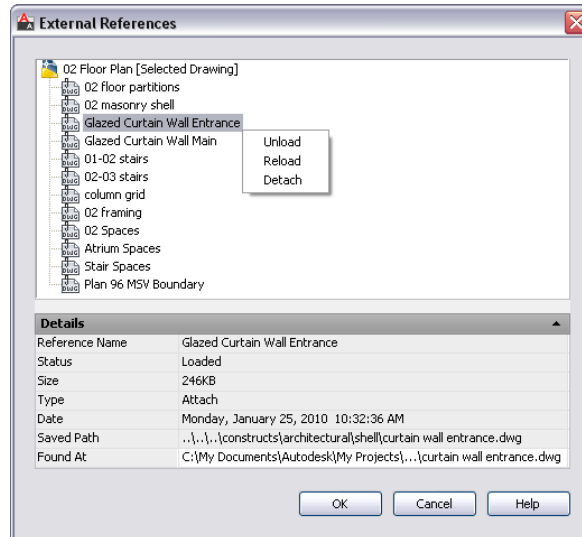 External References
02 Floor Plan [Selected Drawing]
02 floor partitions
02 masonry shell
Glazed Curtain Wall Entrance
Glazed Curtain Wall Main
01-02 stairs
02-03 stairs
column grid
02 framing
02 Spaces
Atrium Spaces
Stair Spaces
Plan 96 MSV Boundary
Unload
Reload
Detach
Details
Reference Name Glazed Curtain Wall Entrance
Status Loaded
Size 246KB
Type Attach
Date Monday, January 25, 2010 10:32:36 AM
Saved Path ..\..\..\constructs\architectural\shell\curtain wall entrance.dwg
Found At C:\My Documents\Autodesk\My Projects\...\curtain wall entrance.dwg
OK Cancel Help